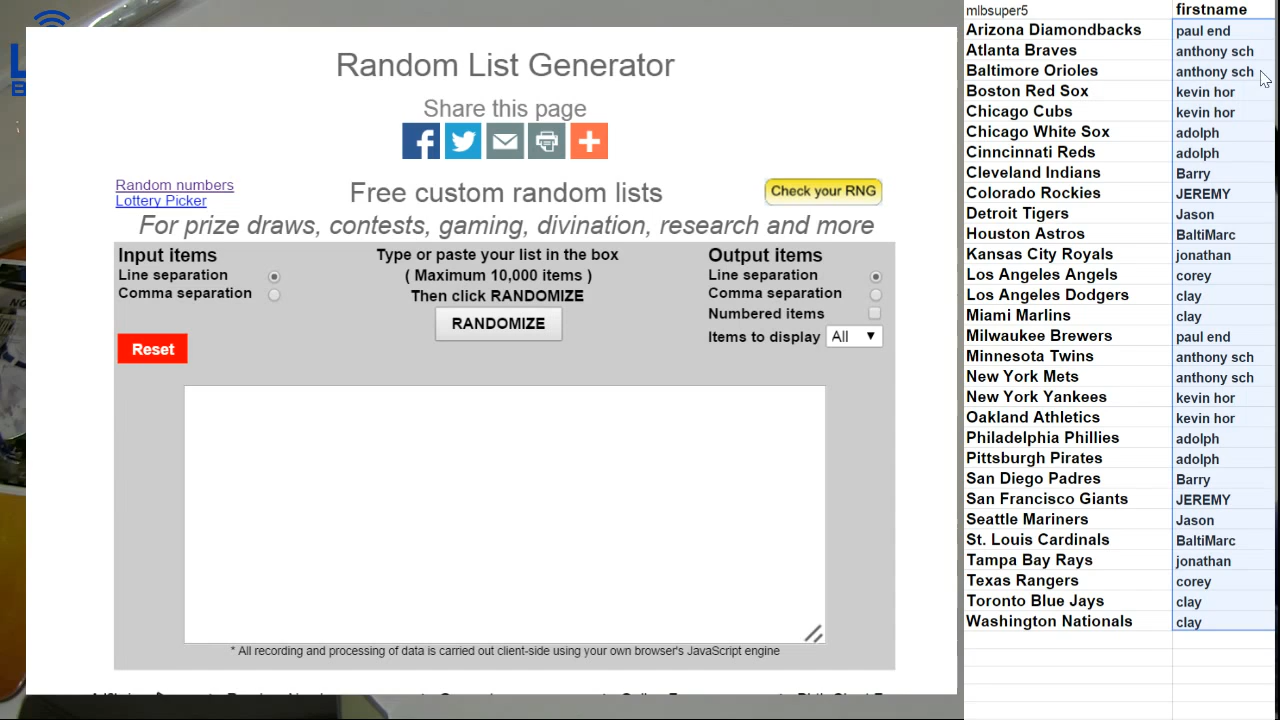 Random List Generator
Share this page
Random numbers
Lottery Picker
Free custom random lists
Check your RNG
For prize draws, contests, gaming, divination, research and more
Input items
Line separation
Comma separation
Reset
Type or paste your list in the box
( Maximum 10,000 items )
Then click RANDOMIZE
RANDOMIZE
Output items
Line separation
Comma separation
Numbered items
Items to display All
* All recording and processing of data is carried out client-side using your own browser's JavaScript engine
mlbsuper5 firstname
Arizona Diamondbacks paul end
Atlanta Braves anthony sch
Baltimore Orioles anthony sch
Boston Red Sox kevin hor
Chicago Cubs kevin hor
Chicago White Sox adolph
Cinncinnati Reds adolph
Cleveland Indians Barry
Colorado Rockies JEREMY
Detroit Tigers Jason
Houston Astros BaltiMarc
Kansas City Royals jonathan
Los Angeles Angels corey
Los Angeles Dodgers clay
Miami Marlins clay
Milwaukee Brewers paul end
Minnesota Twins anthony sch
New York Mets anthony sch
New York Yankees kevin hor
Oakland Athletics kevin hor
Philadelphia Phillies adolph
Pittsburgh Pirates adolph
San Diego Padres Barry
San Francisco Giants JEREMY
Seattle Mariners Jason
St. Louis Cardinals BaltiMarc
Tampa Bay Rays jonathan
Texas Rangers corey
Toronto Blue Jays clay
Washington Nationals clay